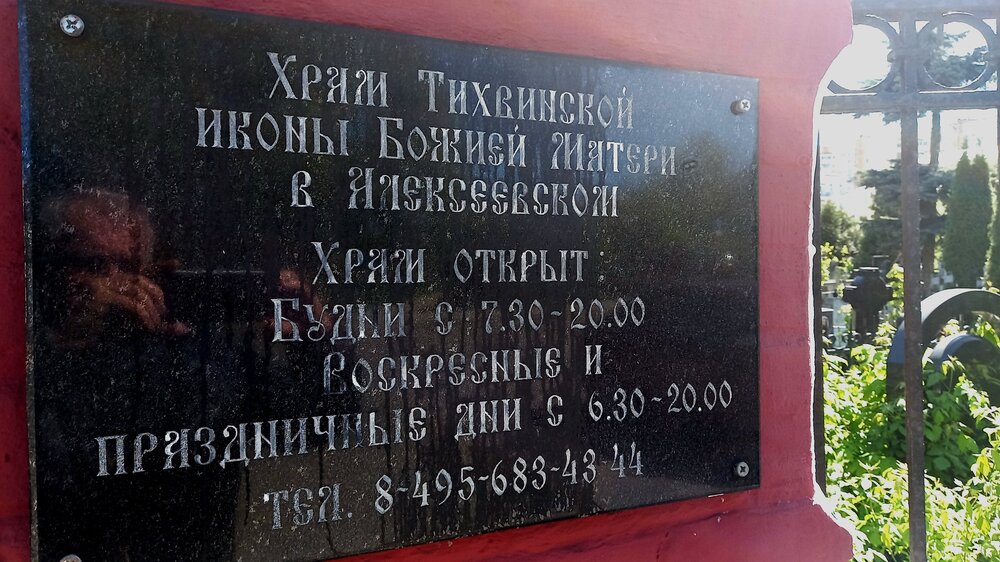 Храм Тихвинской
иконы Божией Матери
в Алексеевском
Храм открыт:
Будни с 7.30-20.00
Воскресные и
праздничные дни с 6.30-20.00
тел. 8-495-683-43-44